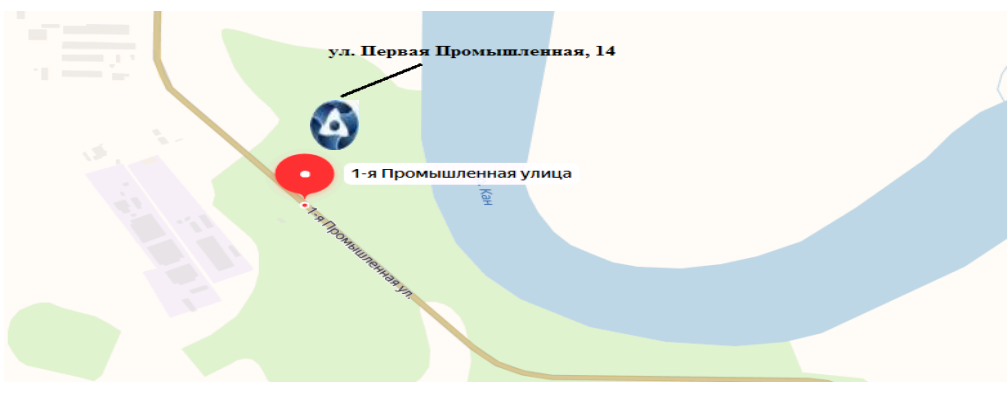 ул. Первая Промышленная, 14
1-я Промышленная улица
Кан
1-я Промышленная ул.